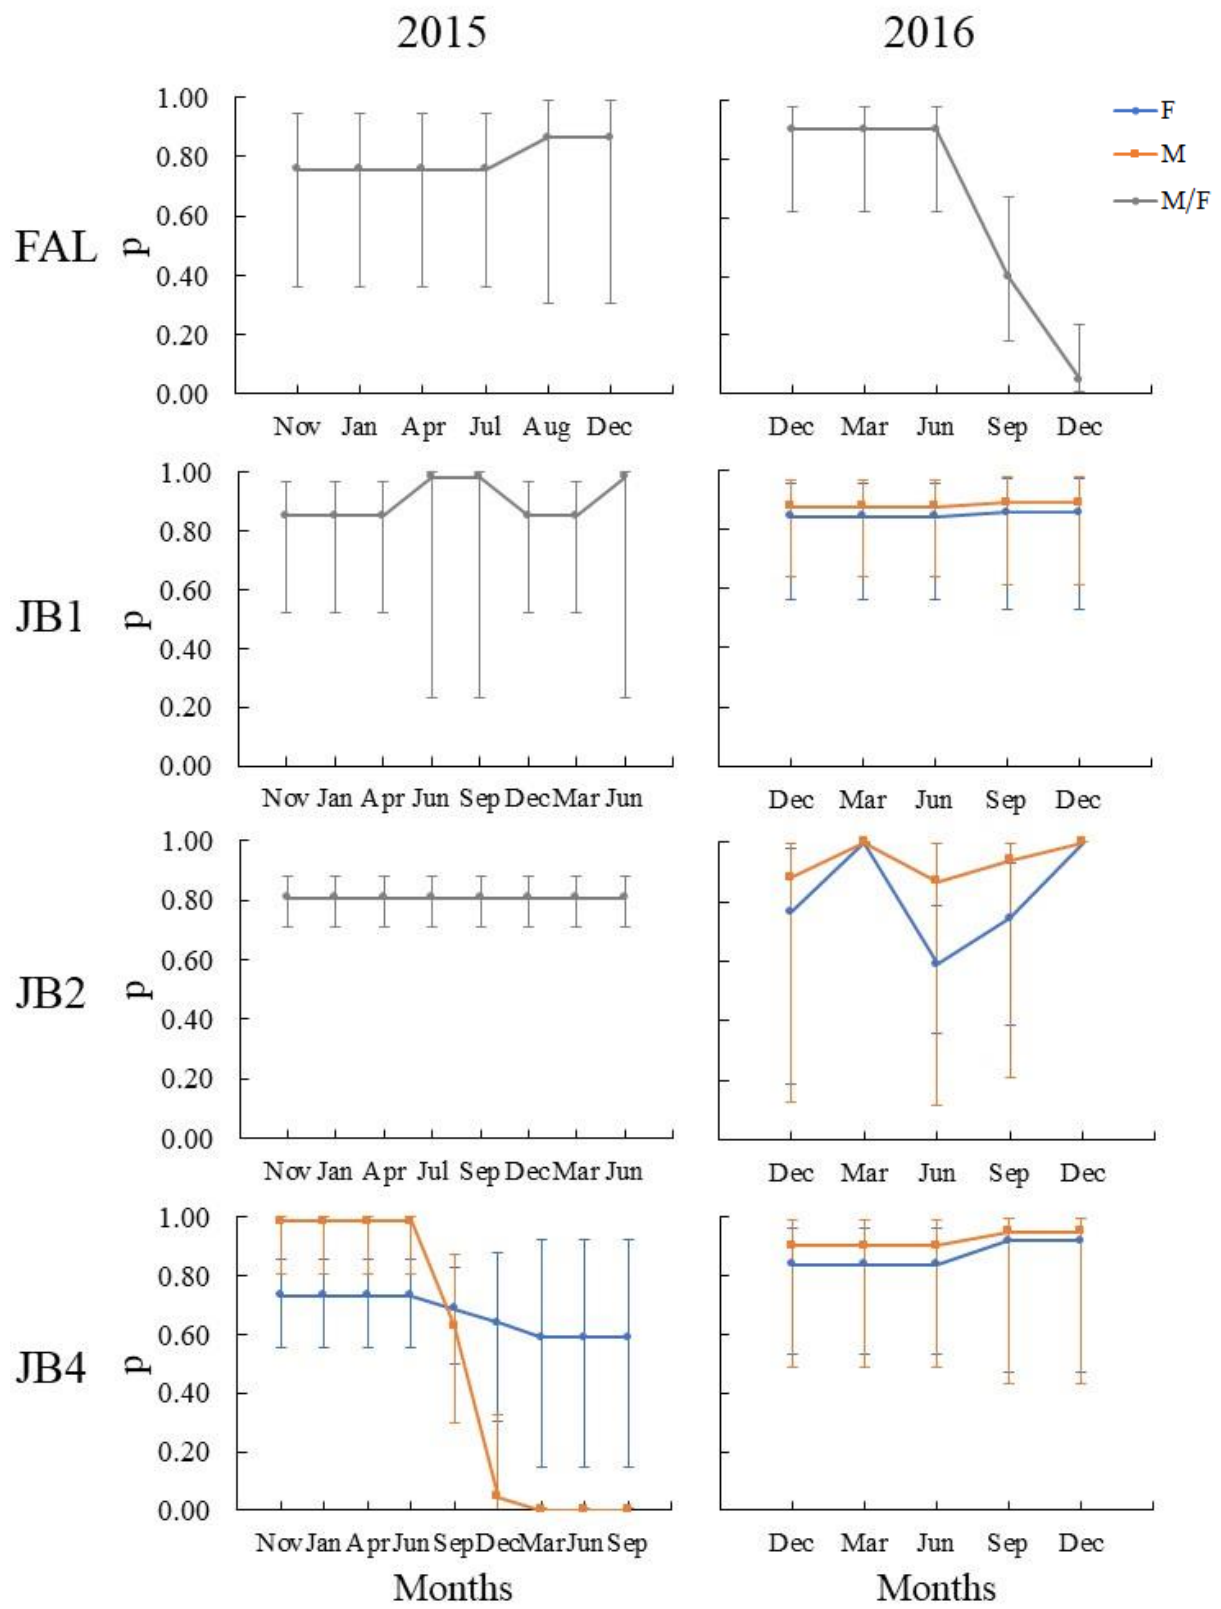 2015 2016
1.00
0.80
0.60
0.40
0.20
0.00
FAL
p
F
M
M/F
Nov Jan Apr Jul Aug Dec
Dec Mar Jun Sep Dec
1.00
0.80
0.60
0.40
0.20
0.00
JB1
p
Nov Jan Apr Jun Sep Dec Mar Jun
Dec Mar Jun Sep Dec
1.00
0.80
0.60
0.40
0.20
0.00
JB2
p
Nov Jan Apr Jul Sep Dec Mar Jun
Dec Mar Jun Sep Dec
1.00
0.80
0.60
0.40
0.20
0.00
JB4
p
Nov Jan Apr Jun Sep Dec Mar Jun Sep
Dec Mar Jun Sep Dec
Months Months